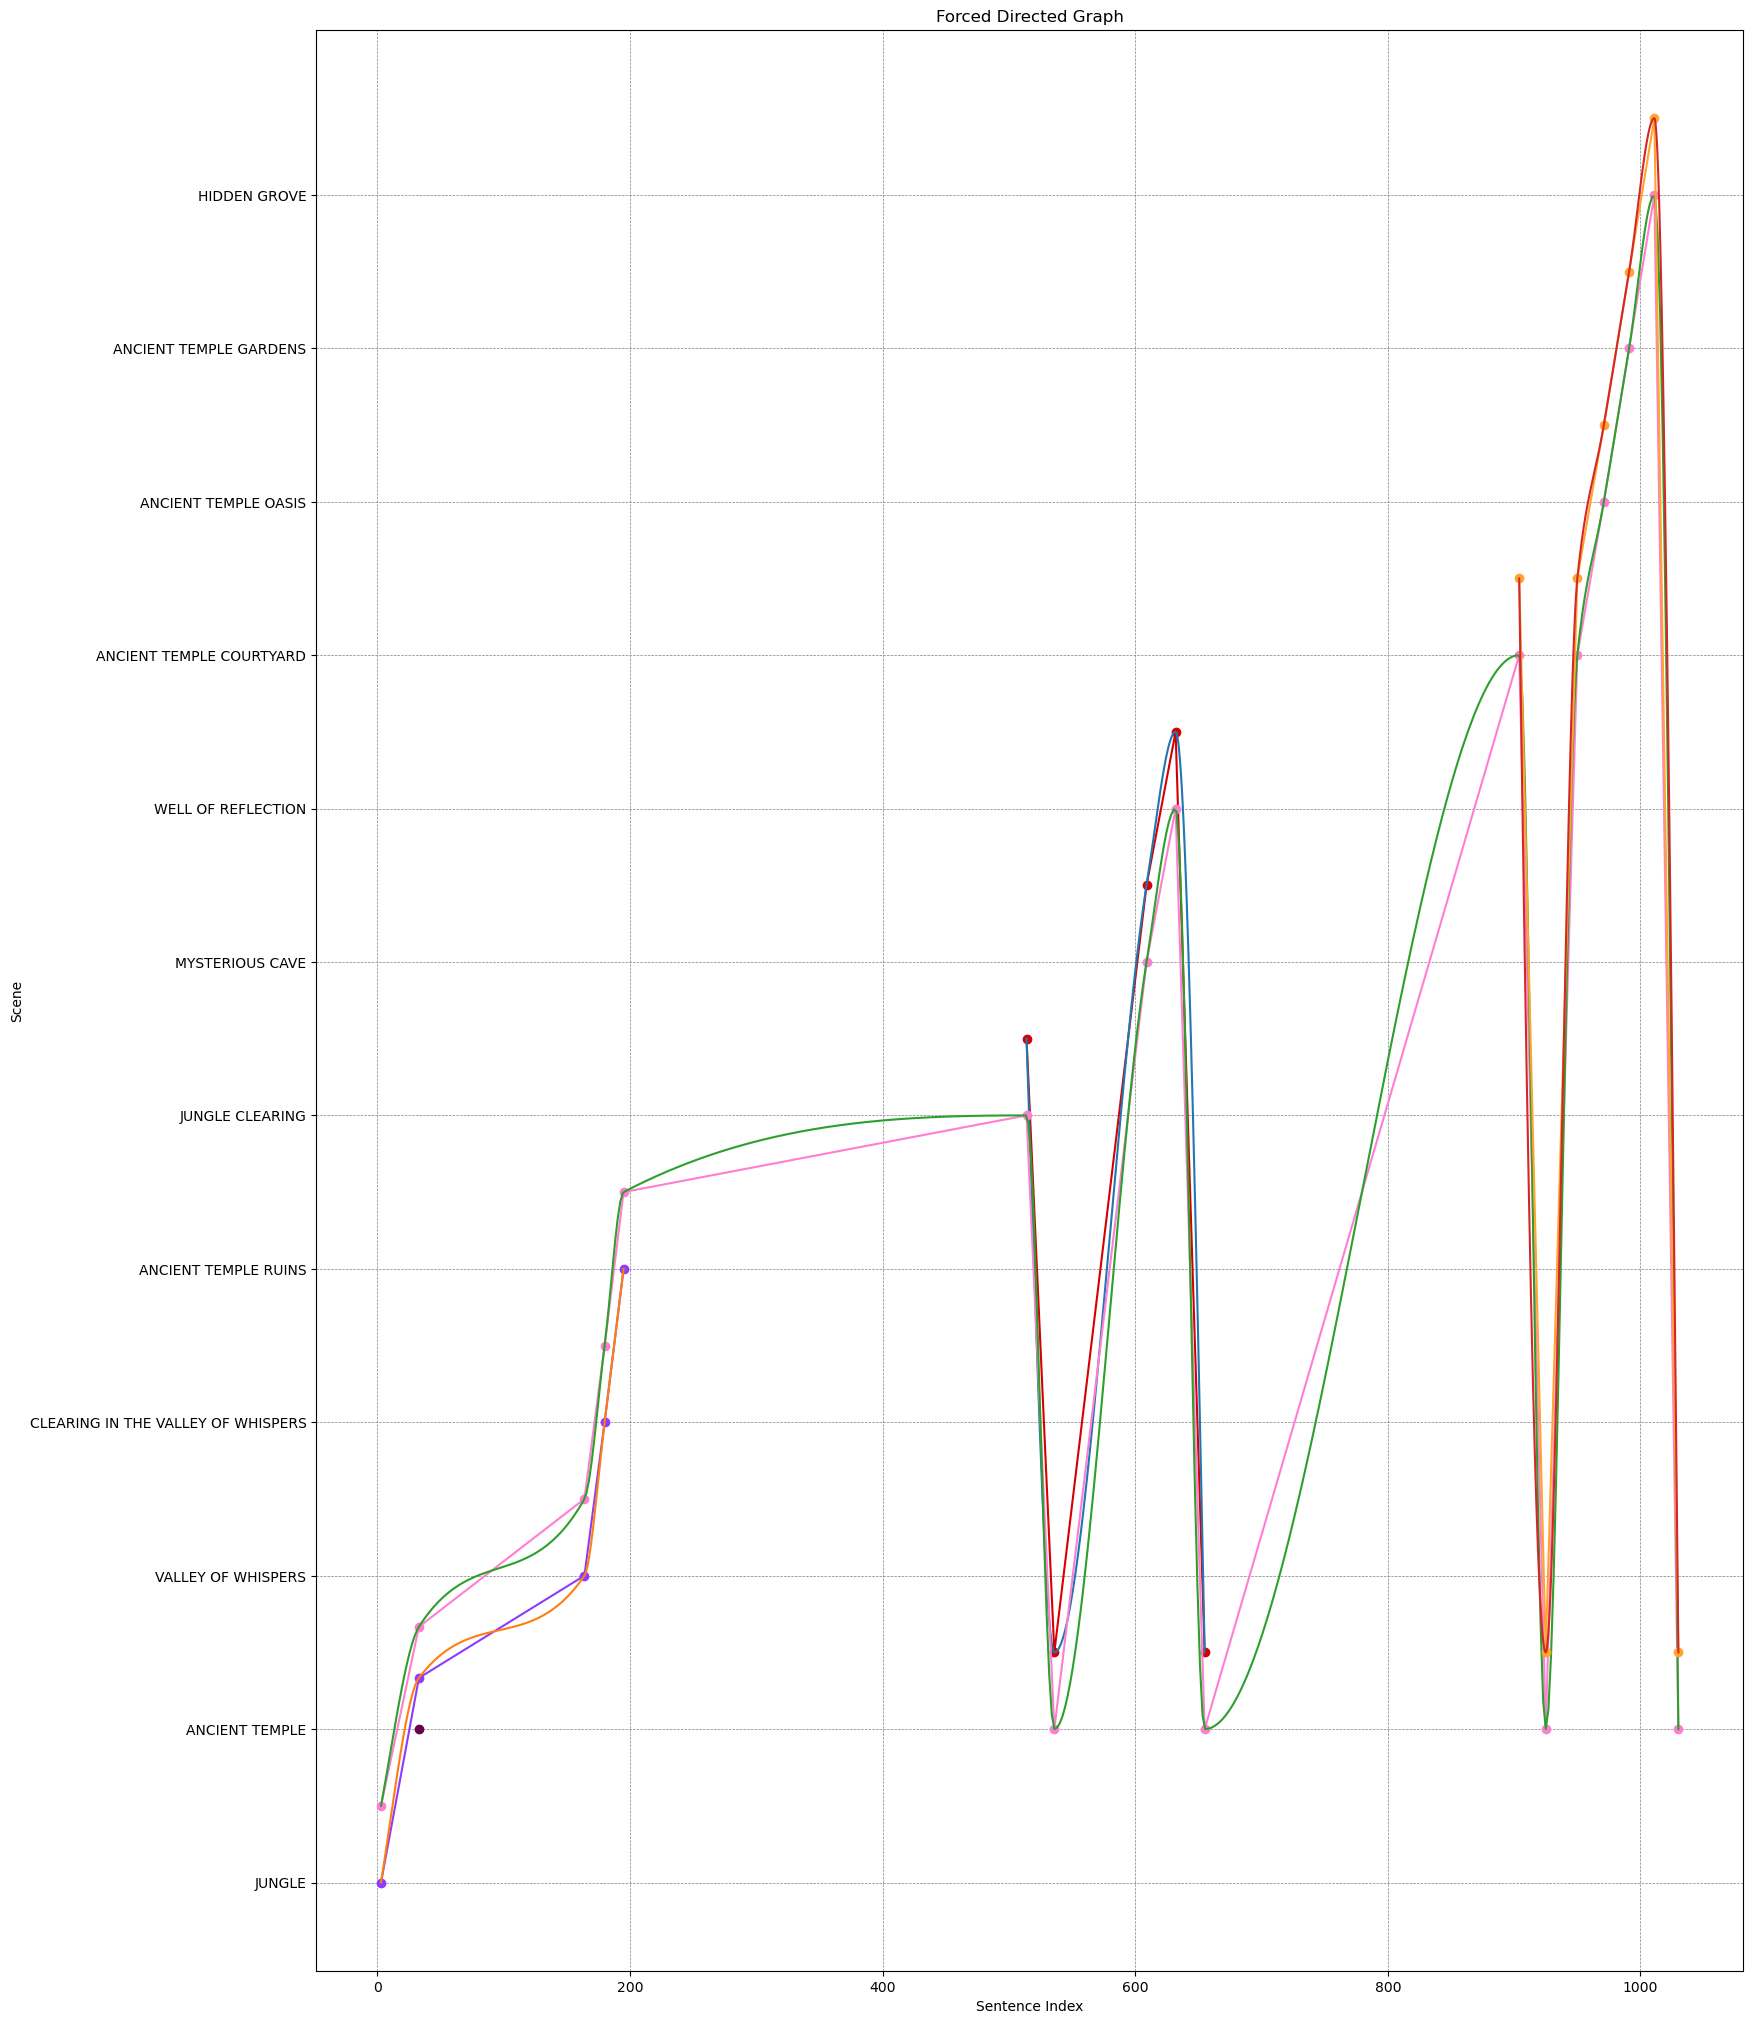 Forced Directed Graph
HIDDEN GROVE
ANCIENT TEMPLE GARDENS
ANCIENT TEMPLE OASIS
ANCIENT TEMPLE COURTYARD
WELL OF REFLECTION
MYSTERIOUS CAVE
Scene
JUNGLE CLEARING
ANCIENT TEMPLE RUINS
CLEARING IN THE VALLEY OF WHISPERS
VALLEY OF WHISPERS
ANCIENT TEMPLE
JUNGLE
0 200 400 600 800 1000
Sentence Index